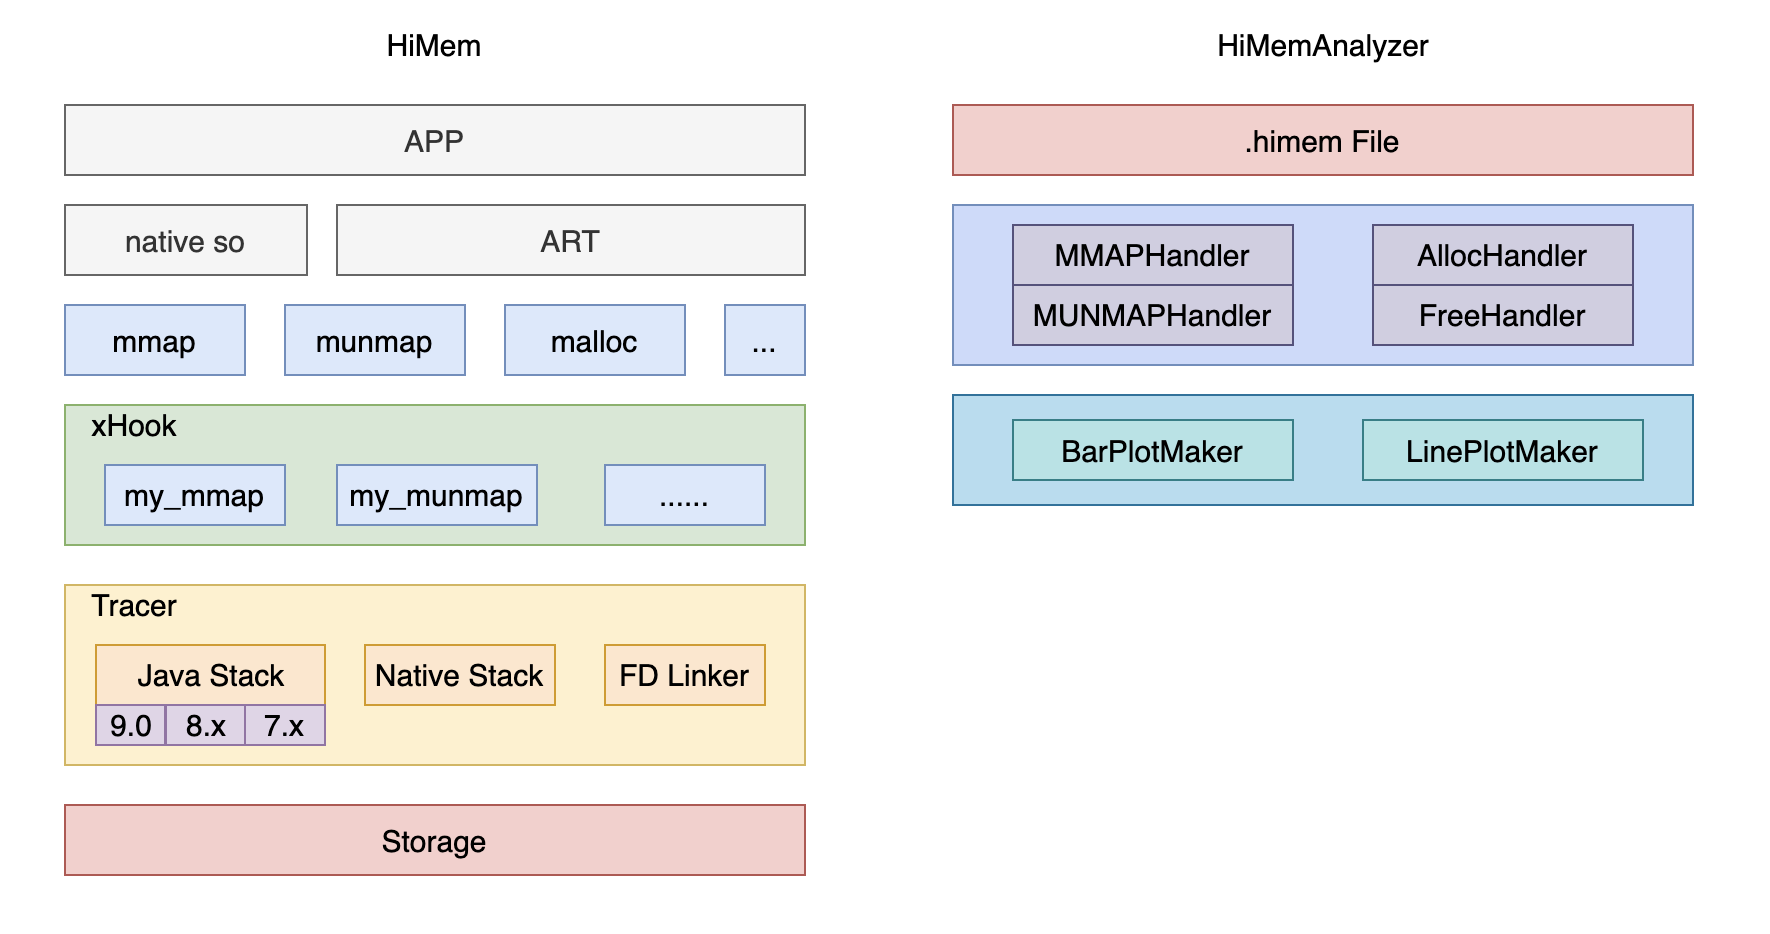 HiMem
APP
native so
ART
mmap
munmap
malloc
...
xHook
my_mmap
my_munmap
......
Tracer
Java Stack
Native Stack
FD Linker
9.0
8.x
7.x
Storage
HiMemAnalyzer
.himem File
MMAPHandler
AllocHandler
MUNMAPHandler
FreeHandler
BarPlotMaker
LinePlotMaker